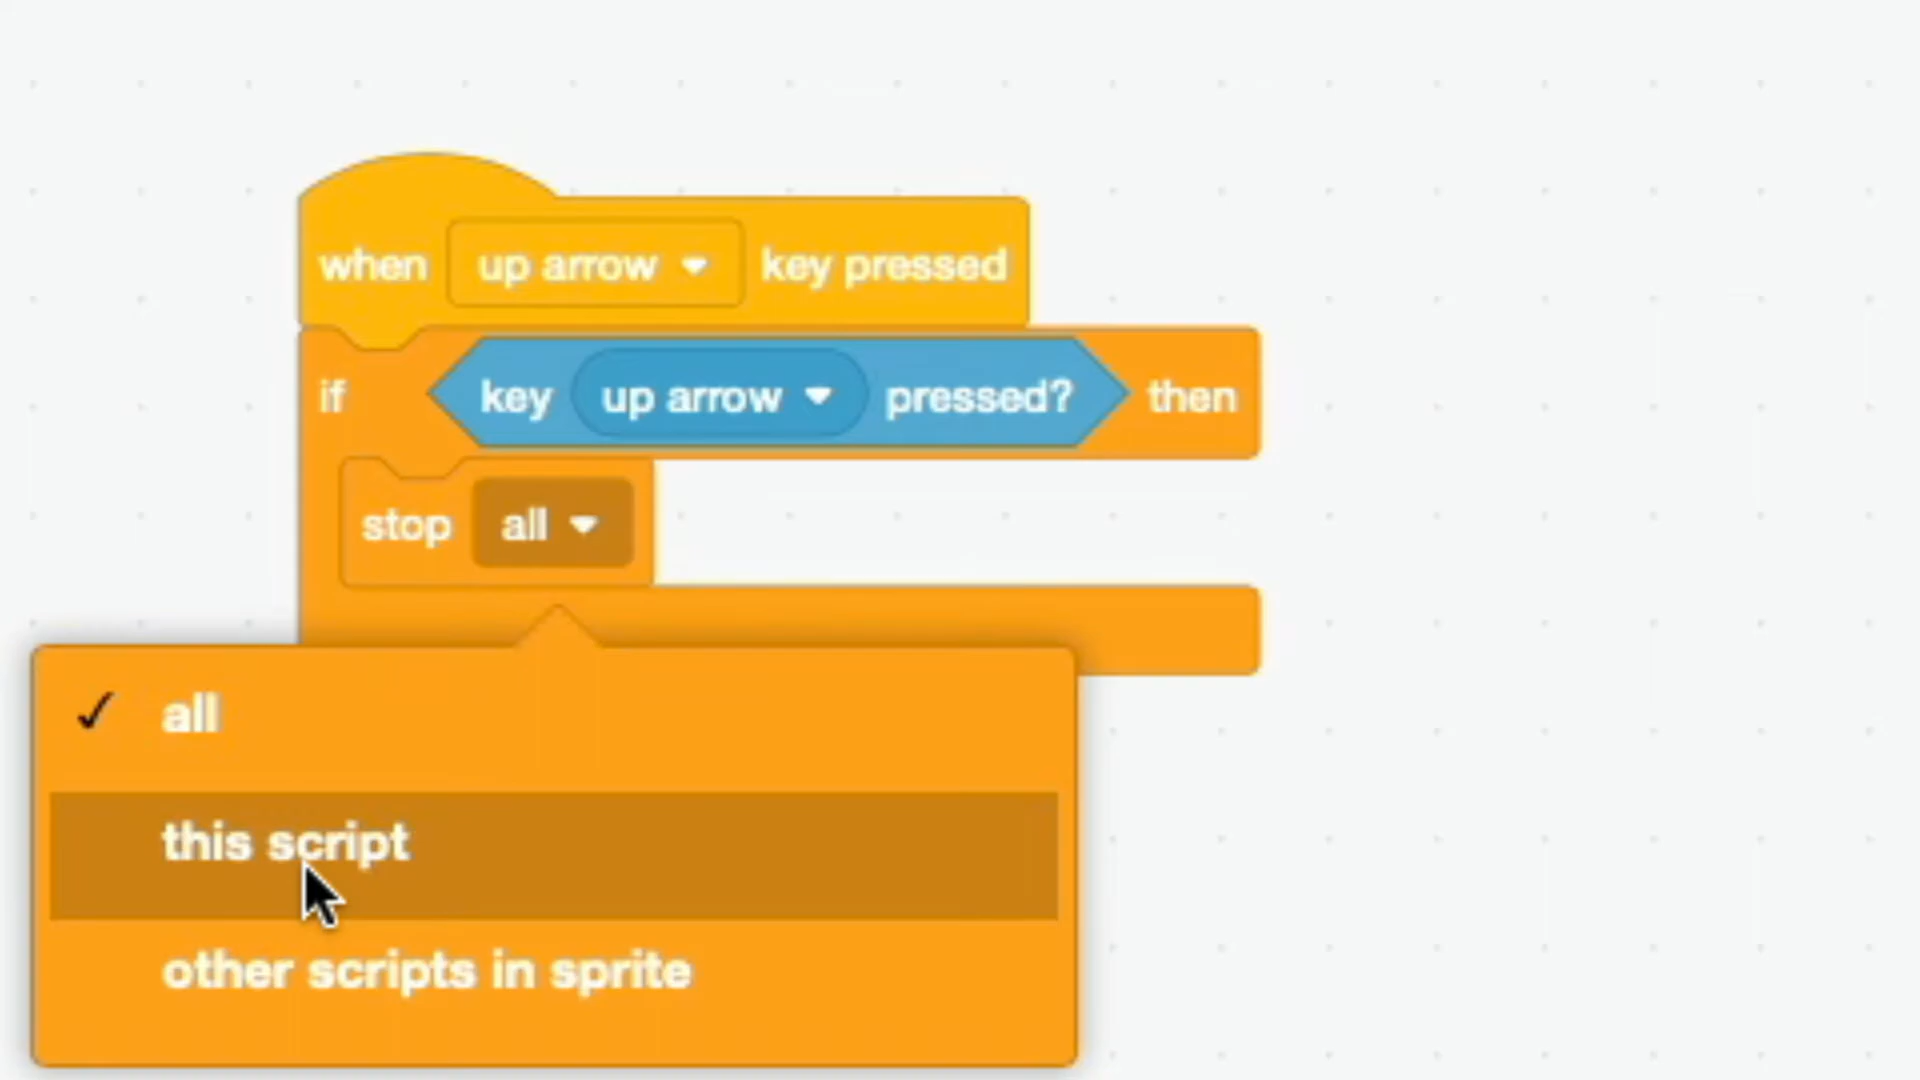 when up arrow key pressed
if key up arrow pressed? then
stop all
all
this script
other scripts in sprite